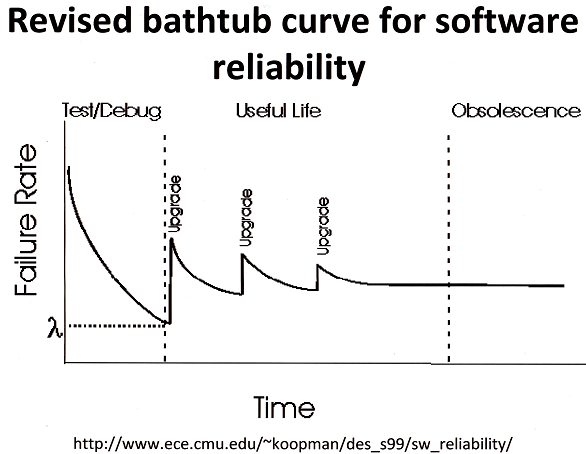 Revised bathtub curve for software
reliability
Test/Debug
Useful Life
Obsolescence
Failure Rate
Upgrade
Upgrade
Upgrade
λ
Time
http://www.ece.cmu.edu/~koopman/des_s99/sw_reliability/